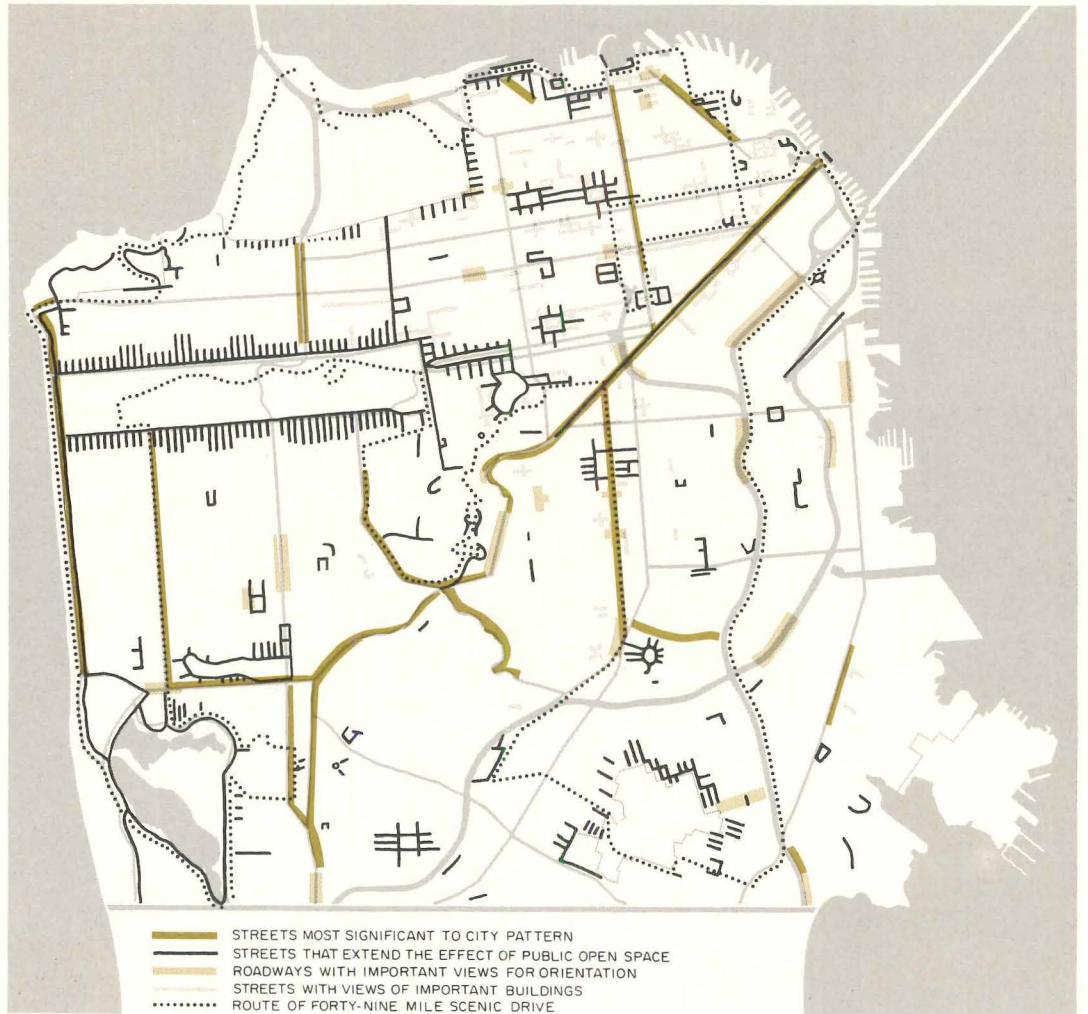 STREETS MOST SIGNIFICANT TO CITY PATTERN
STREETS THAT EXTEND THE EFFECT OF PUBLIC OPEN SPACE
ROADWAYS WITH IMPORTANT VIEWS FOR ORIENTATION
STREETS WITH VIEWS OF IMPORTANT BUILDINGS
ROUTE OF FORTY-NINE MILE SCENIC DRIVE